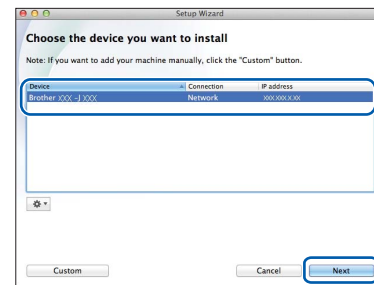 Setup Wizard
Choose the device you want to install
Note: If you want to add your machine manually, click the "Custom" button.
Device Connection IP address
Brother XXX -J XXX Network XXX.XXX.X.XX
Custom Cancel Next